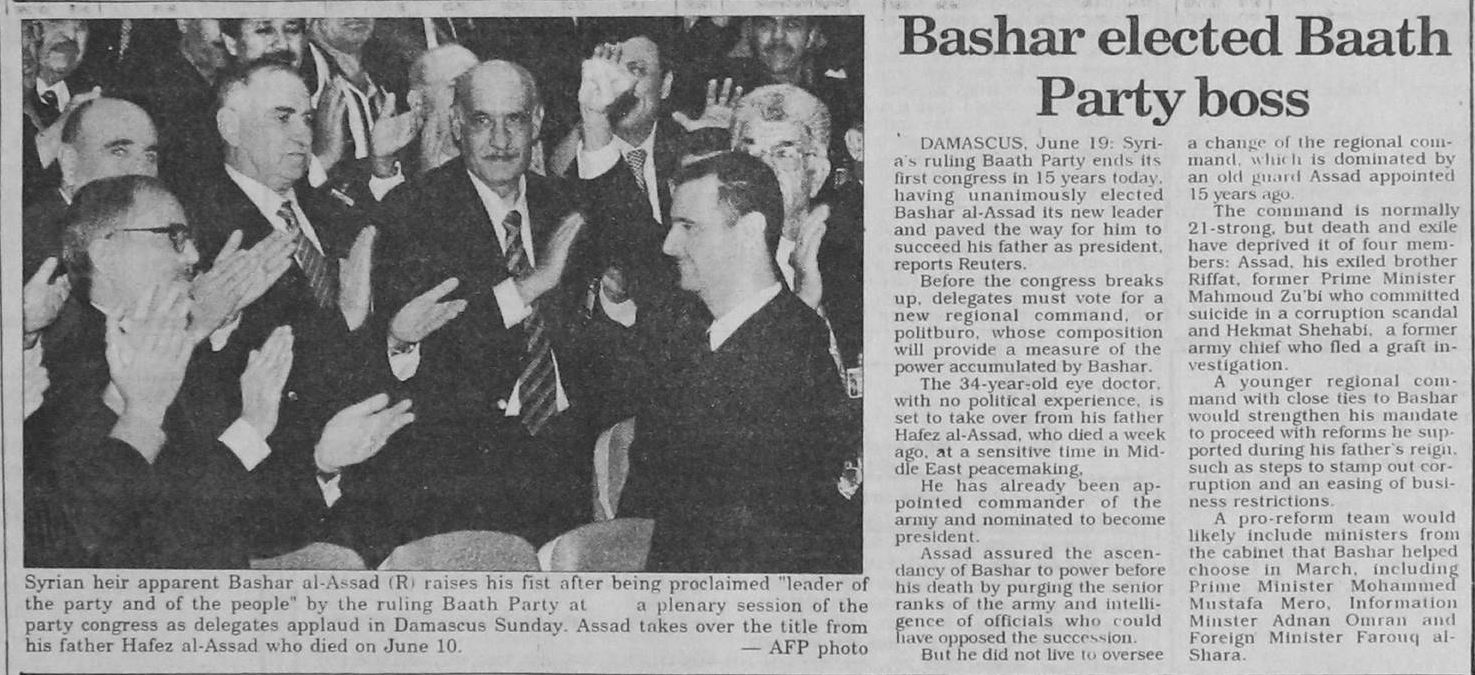 Bashar elected Baath
Party boss
DAMASCUS, June 19: Syri-
a's ruling Baath Party ends its
first congress in 15 years today,
having unanimously elected
Bashar al-Assad its new leader
and paved the way for him to
succeed his father as president,
reports Reuters.
Before the congress breaks
up, delegates must vote for a
new regional command, or
politburo, whose composition
will provide a measure of the
power accumulated by Bashar.
The 34-year-old eye doctor,
with no political experience, is
set to take over from his father
Hafez al-Assad, who died a week
ago, at a sensitive time in Mid-
dle East peacemaking,
He has already been ap-
pointed commander of the
army and nominated to become
president.
Assad assured the ascen-
dancy of Bashar to power before
his death by purging the senior
ranks of the army and intelli-
gence of officials who could
have opposed the succession.
But he did not live to oversee
a change of the regional com-
mand, which is dominated by
an old guard Assad appointed
15 years ago.
The command is normally
21-strong, but death and exile
have deprived it of four mem-
bers: Assad, his exiled brother
Riffat, former Prime Minister
Mahmoud Zu'bi who committed
suicide in a corruption scandal
and Hekmat Shehabi, a former
army chief who fled a graft in-
vestigation.
A younger regional com-
mand with close ties to Bashar
would strengthen his mandate
to proceed with reforms he sup-
ported during his father's reign,
such as steps to stamp out cor-
ruption and an easing of busi-
ness restrictions.
A pro-reform team would
likely include ministers from
the cabinet that Bashar helped
choose in March, including
Prime Minister Mohammed
Mustafa Mero, Information
Minster Adnan Omran and
Foreign Minister Farouq al-
Shara.
Syrian heir apparent Bashar al-Assad (R) raises his fist after being proclaimed "leader of
the party and of the people" by the ruling Baath Party at a plenary session of the
party congress as delegates applaud in Damascus Sunday. Assad takes over the title from
his father Hafez al-Assad who died on June 10. — AFP photo